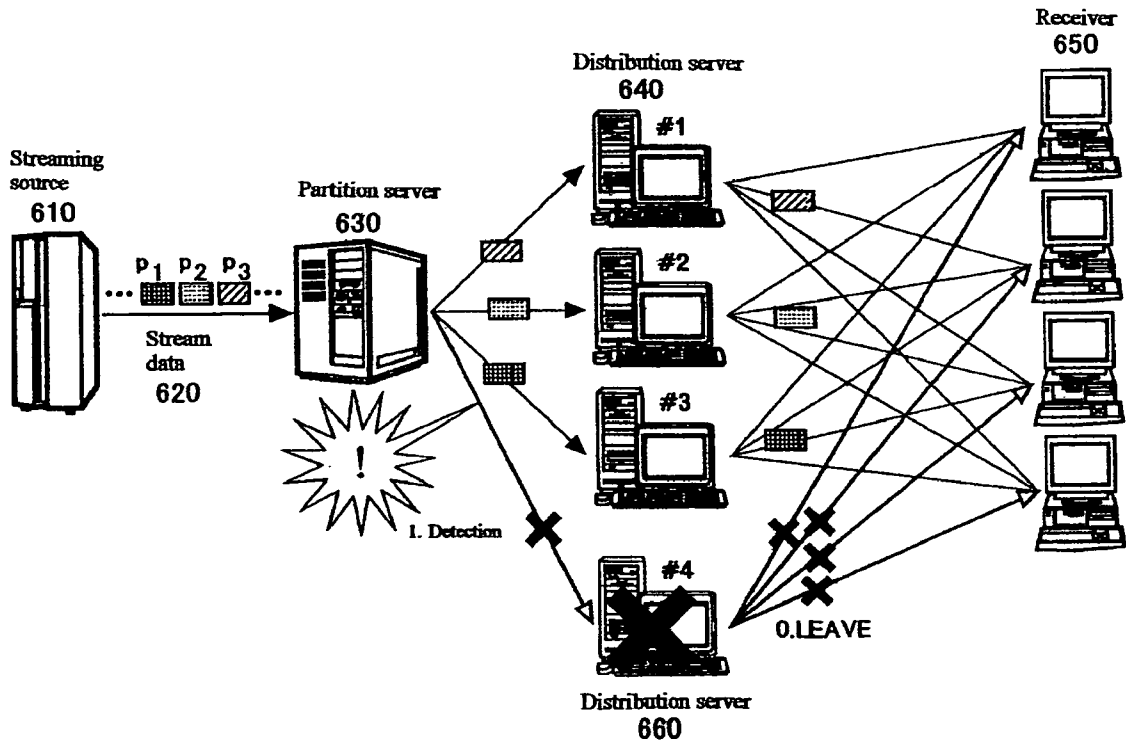 Receiver
650
Distribution server
640
#1
Streaming
source
610
Partition server
630
p1 p2 p3
Stream
data
620
#2
#3
!
1. Detection
#4
0.LEAVE
Distribution server
660